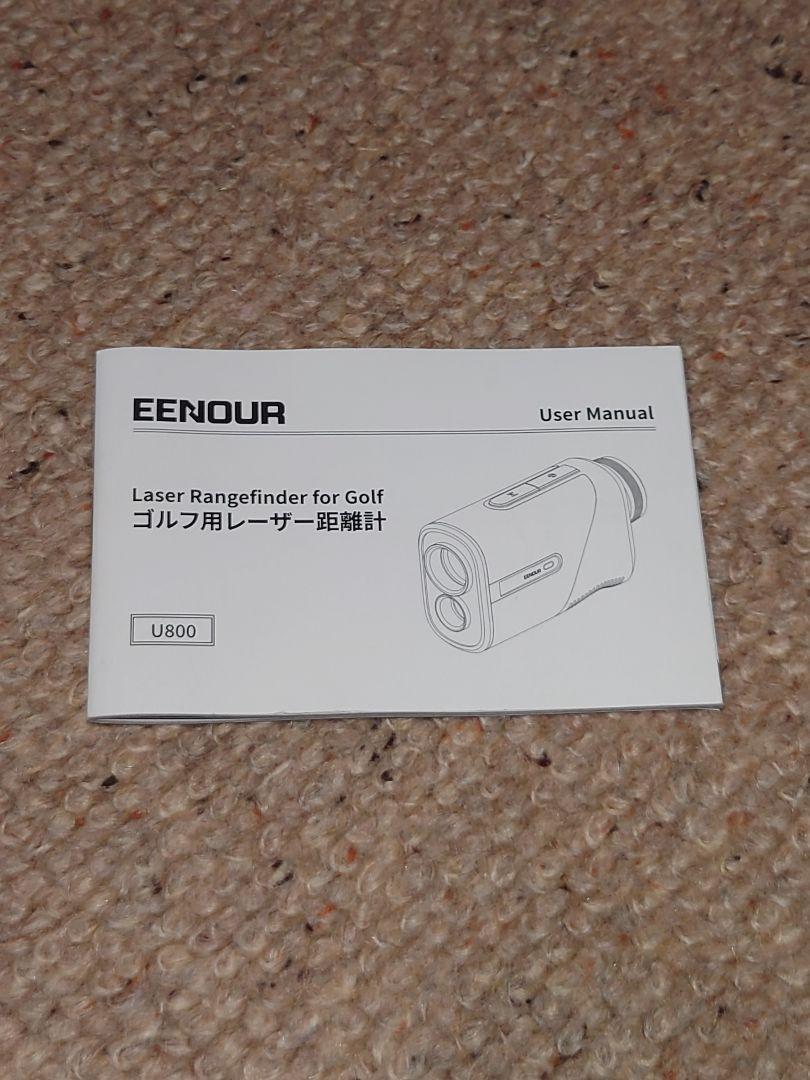 EENOUR
User Manual
Laser Rangefinder for Golf
ゴルフ用レーザー距離計
EENOUR
U800